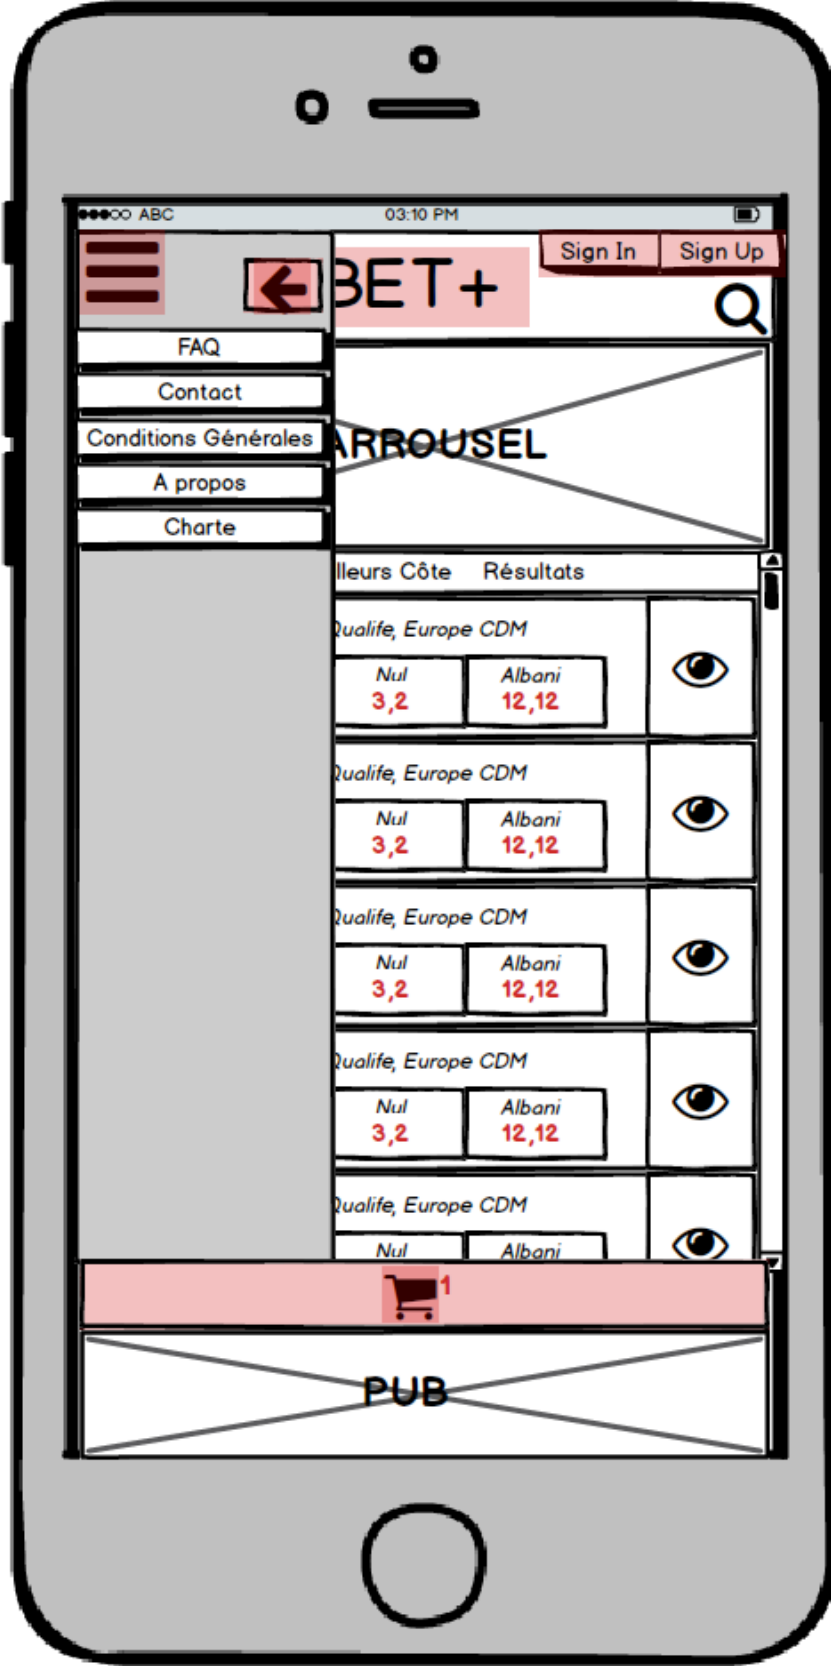 ABC 03:10 PM
Sign In Sign Up
BET+
FAQ
Contact
Conditions Générales
A propos
Charte
ARROUSEL
lleurs Côte Résultats
Qualife, Europe CDM
Nul Albani
3,2 12,12
Qualife, Europe CDM
Nul Albani
3,2 12,12
Qualife, Europe CDM
Nul Albani
3,2 12,12
Qualife, Europe CDM
Nul Albani
3,2 12,12
Qualife, Europe CDM
Nul Albani
1
PUB